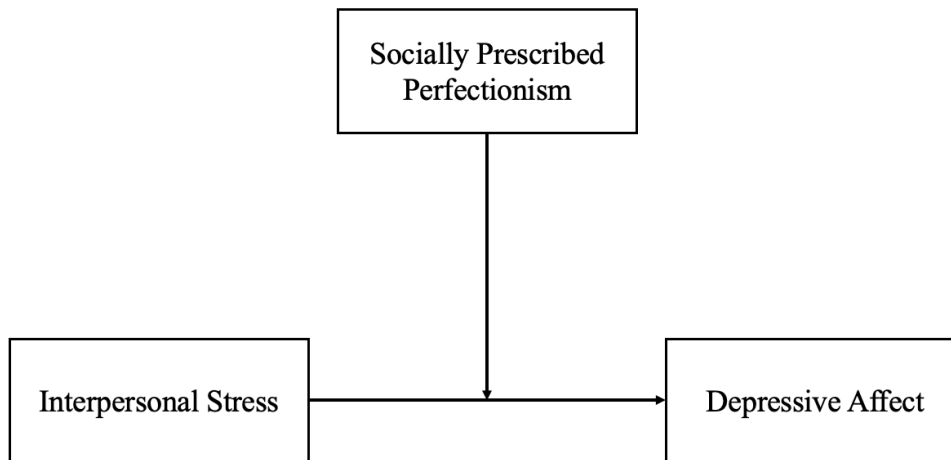 Socially Prescribed
Perfectionism
Interpersonal Stress
Depressive Affect